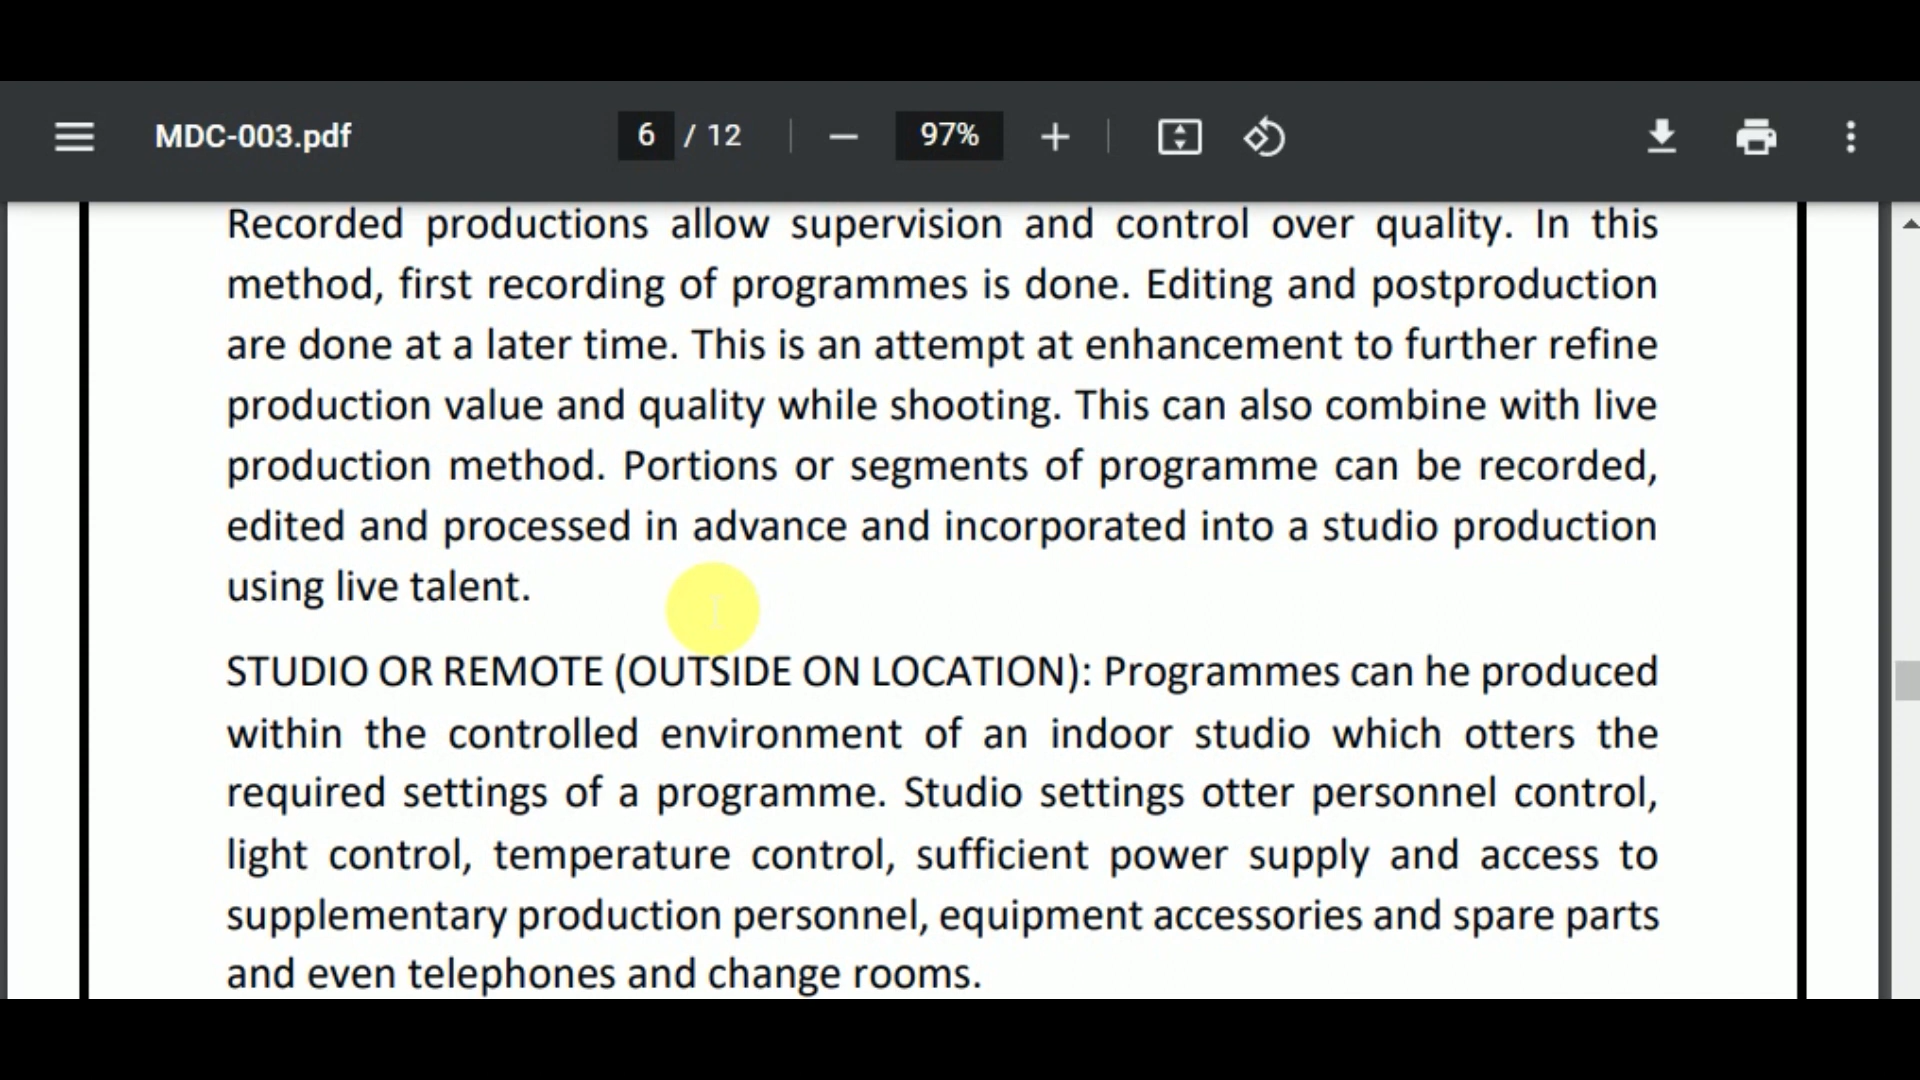 MDC-003.pdf
6 / 12
97%
Recorded productions allow supervision and control over quality. In this
method, first recording of programmes is done. Editing and postproduction
are done at a later time. This is an attempt at enhancement to further refine
production value and quality while shooting. This can also combine with live
production method. Portions or segments of programme can be recorded,
edited and processed in advance and incorporated into a studio production
using live talent.
STUDIO OR REMOTE (OUTSIDE ON LOCATION): Programmes can he produced
within the controlled environment of an indoor studio which otters the
required settings of a programme. Studio settings otter personnel control,
light control, temperature control, sufficient power supply and access to
supplementary production personnel, equipment accessories and spare parts
and even telephones and change rooms.